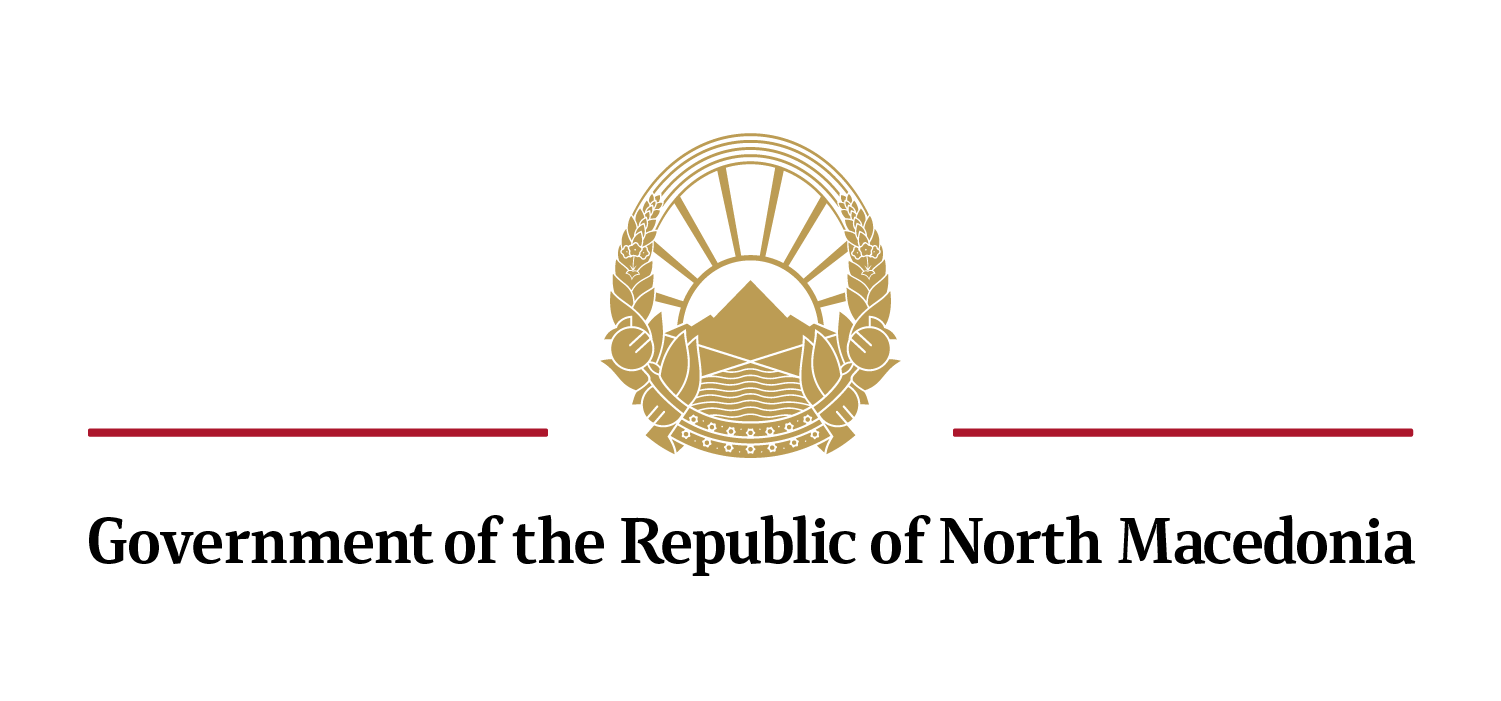 Government of the Republic of North Macedonia